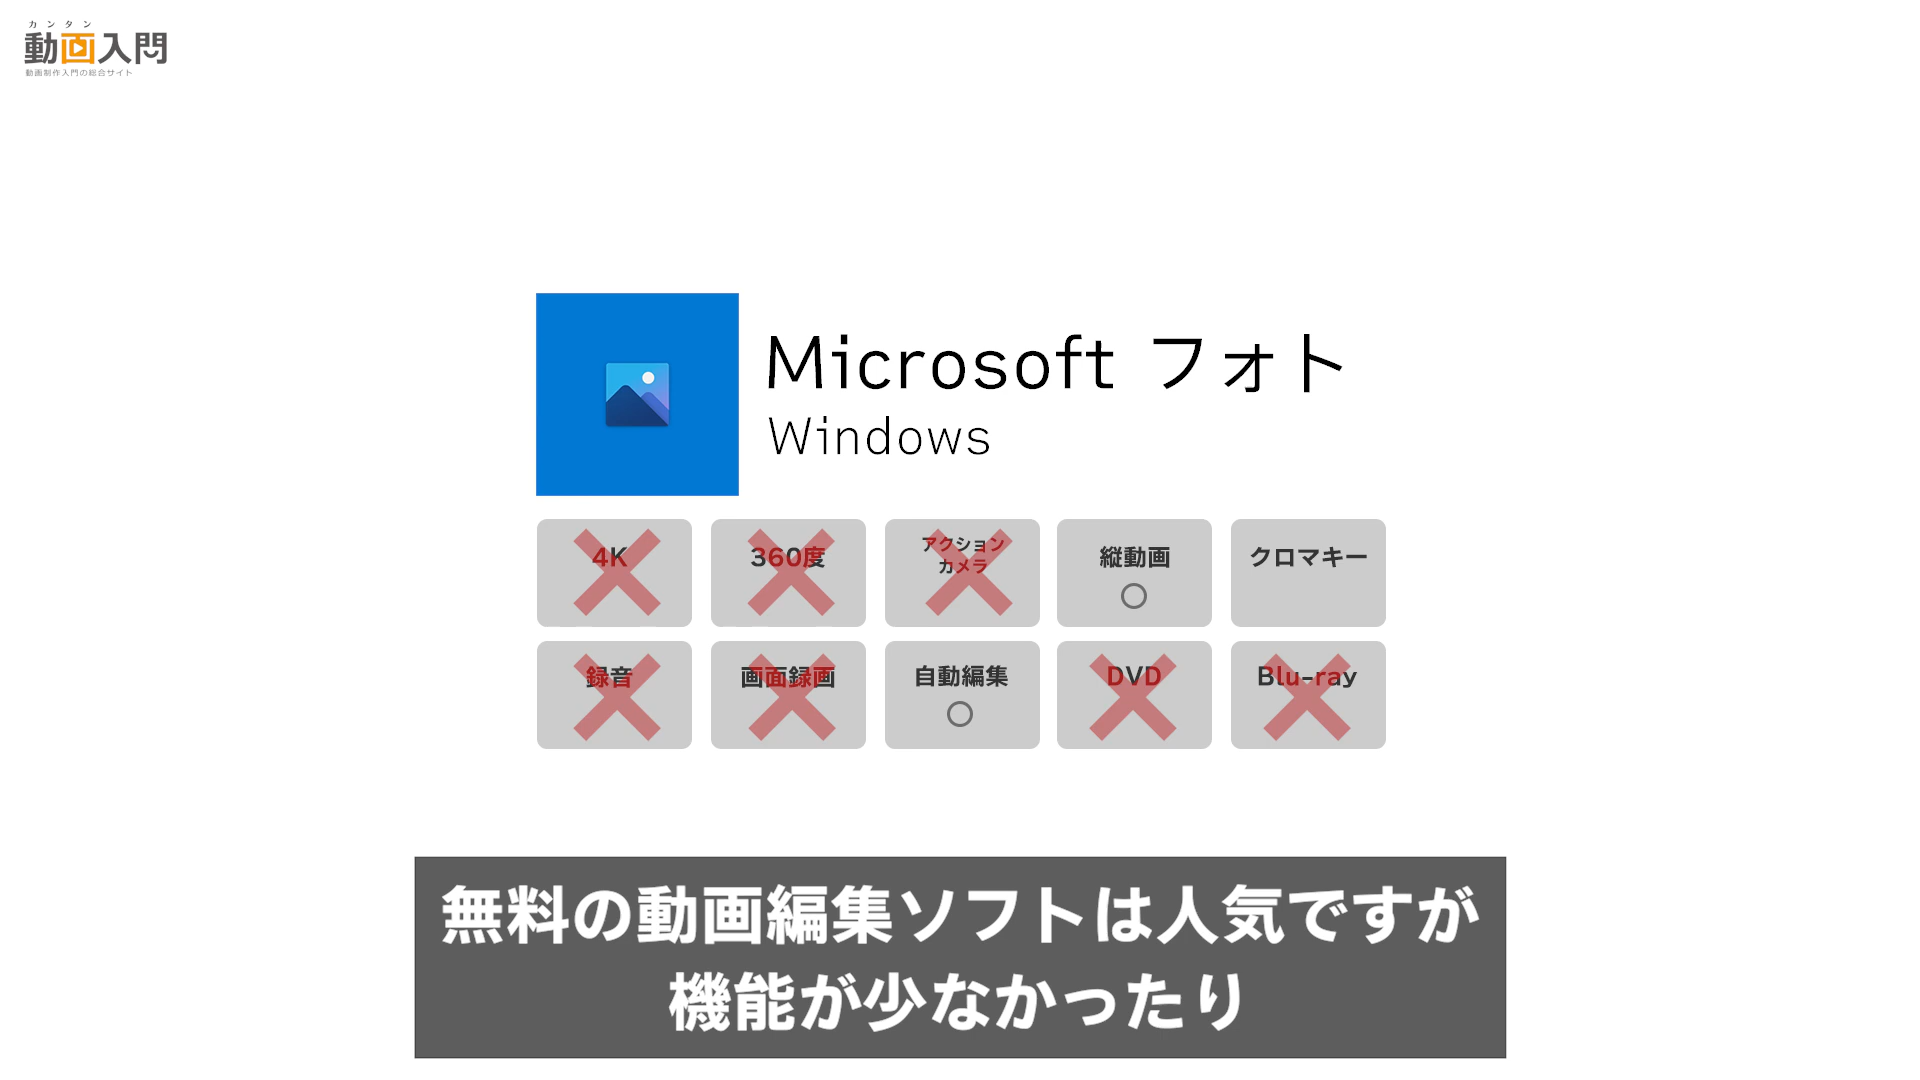 カンタン
動画入門
動画制作入門の総合サイト
Microsoft フォト
Windows
4K
360度
アクション
カメラ
縦動画
○
クロマキー
録音
画面録画
自動編集
○
DVD
Blu-ray
無料の動画編集ソフトは人気ですが
機能が少なかったり